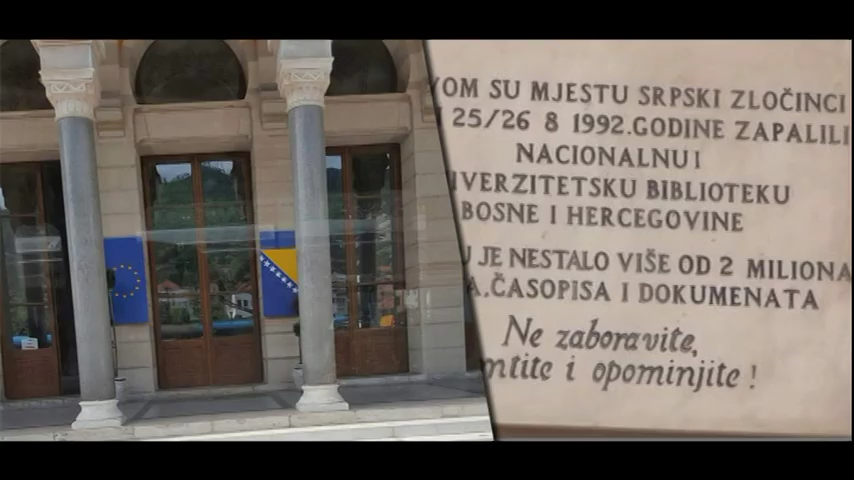 VOM SU MJESTU SRPSKI ZLOČINCI
25/26 8 1992.GODINE ZAPALILI
NACIONALNU I
IVERZITETSKU BIBLIOTEKU
BOSNE I HERCEGOVINE
U JE NESTALO VIŠE OD 2 MILIONA
A,ČASOPISA I DOKUMENATA
Ne zaboravite,
mtite i opominjite !